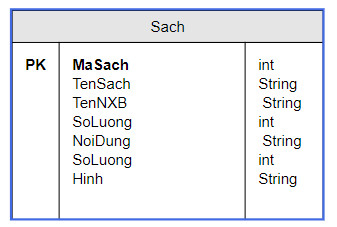 Sach
PK MaSach int
TenSach String
TenNXB String
SoLuong int
NoiDung String
SoLuong int
Hinh String